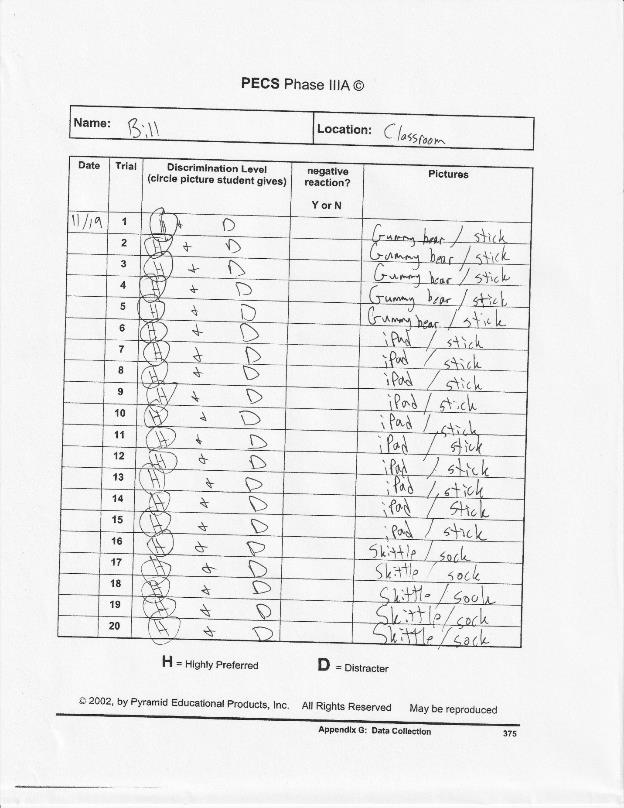 PECS Phase IIIA ©
Name: Bill Location: Classroom
Date Trial Discrimination Level (circle picture student gives) negative reaction? Y or N Pictures
11/19 1 H + D Gummy bear / stick
2 H + D Gummy bear / stick
3 H + D Gummy bear / stick
4 H + D Gummy bear / stick
5 H + D Gummy bear / stick
6 H + D iPad / stick
7 H + D iPad / stick
8 H + D iPad / stick
9 H + D iPad / stick
10 H + D iPad / stick
11 H + D iPad / stick
12 H + D iPad / stick
13 H + D iPad / stick
14 H + D iPad / stick
15 H + D iPad / stick
16 H + D Skittle / sock
17 H + D Skittle / sock
18 H + D Skittle / sock
19 H + D Skittle / sock
20 H + D Skittle / sock
H = Highly Preferred D = Distracter
© 2002, by Pyramid Educational Products, Inc. All Rights Reserved May be reproduced
Appendix G: Data Collection 375